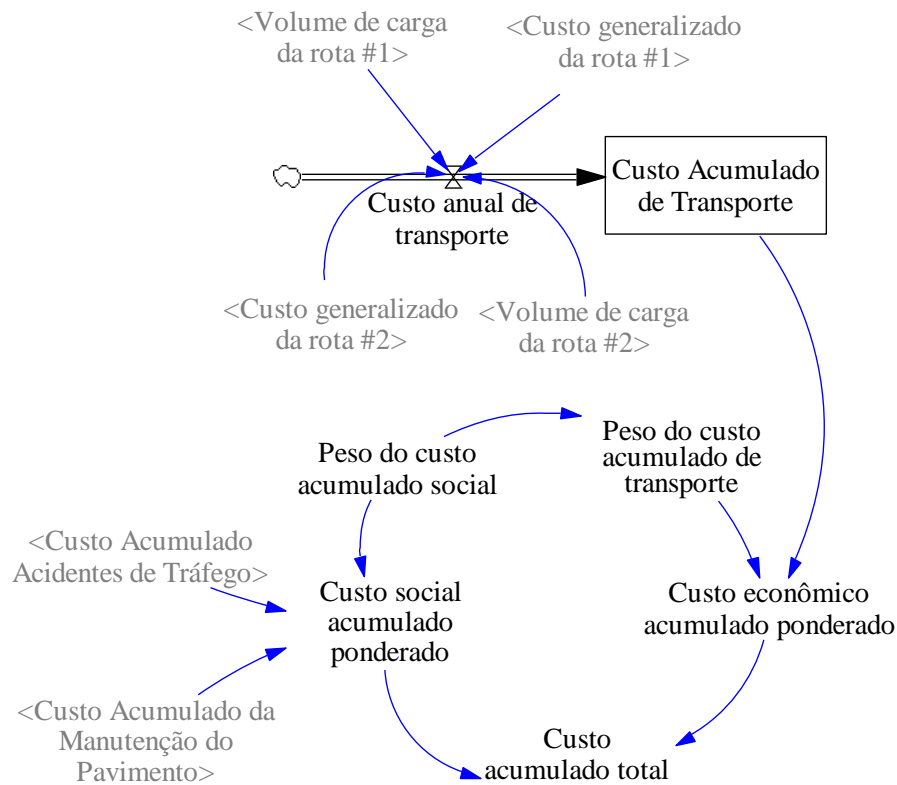 <Volume de carga
da rota #1>
<Custo generalizado
da rota #1>
Custo Acumulado
de Transporte
Custo anual de
transporte
<Custo generalizado
da rota #2>
<Volume de carga
da rota #2>
Peso do custo
acumulado social
Peso do custo
acumulado de
transporte
<Custo Acumulado
Acidentes de Tráfego>
Custo social
acumulado
ponderado
Custo econômico
acumulado ponderado
<Custo Acumulado da
Manutenção do
Pavimento>
Custo
acumulado total